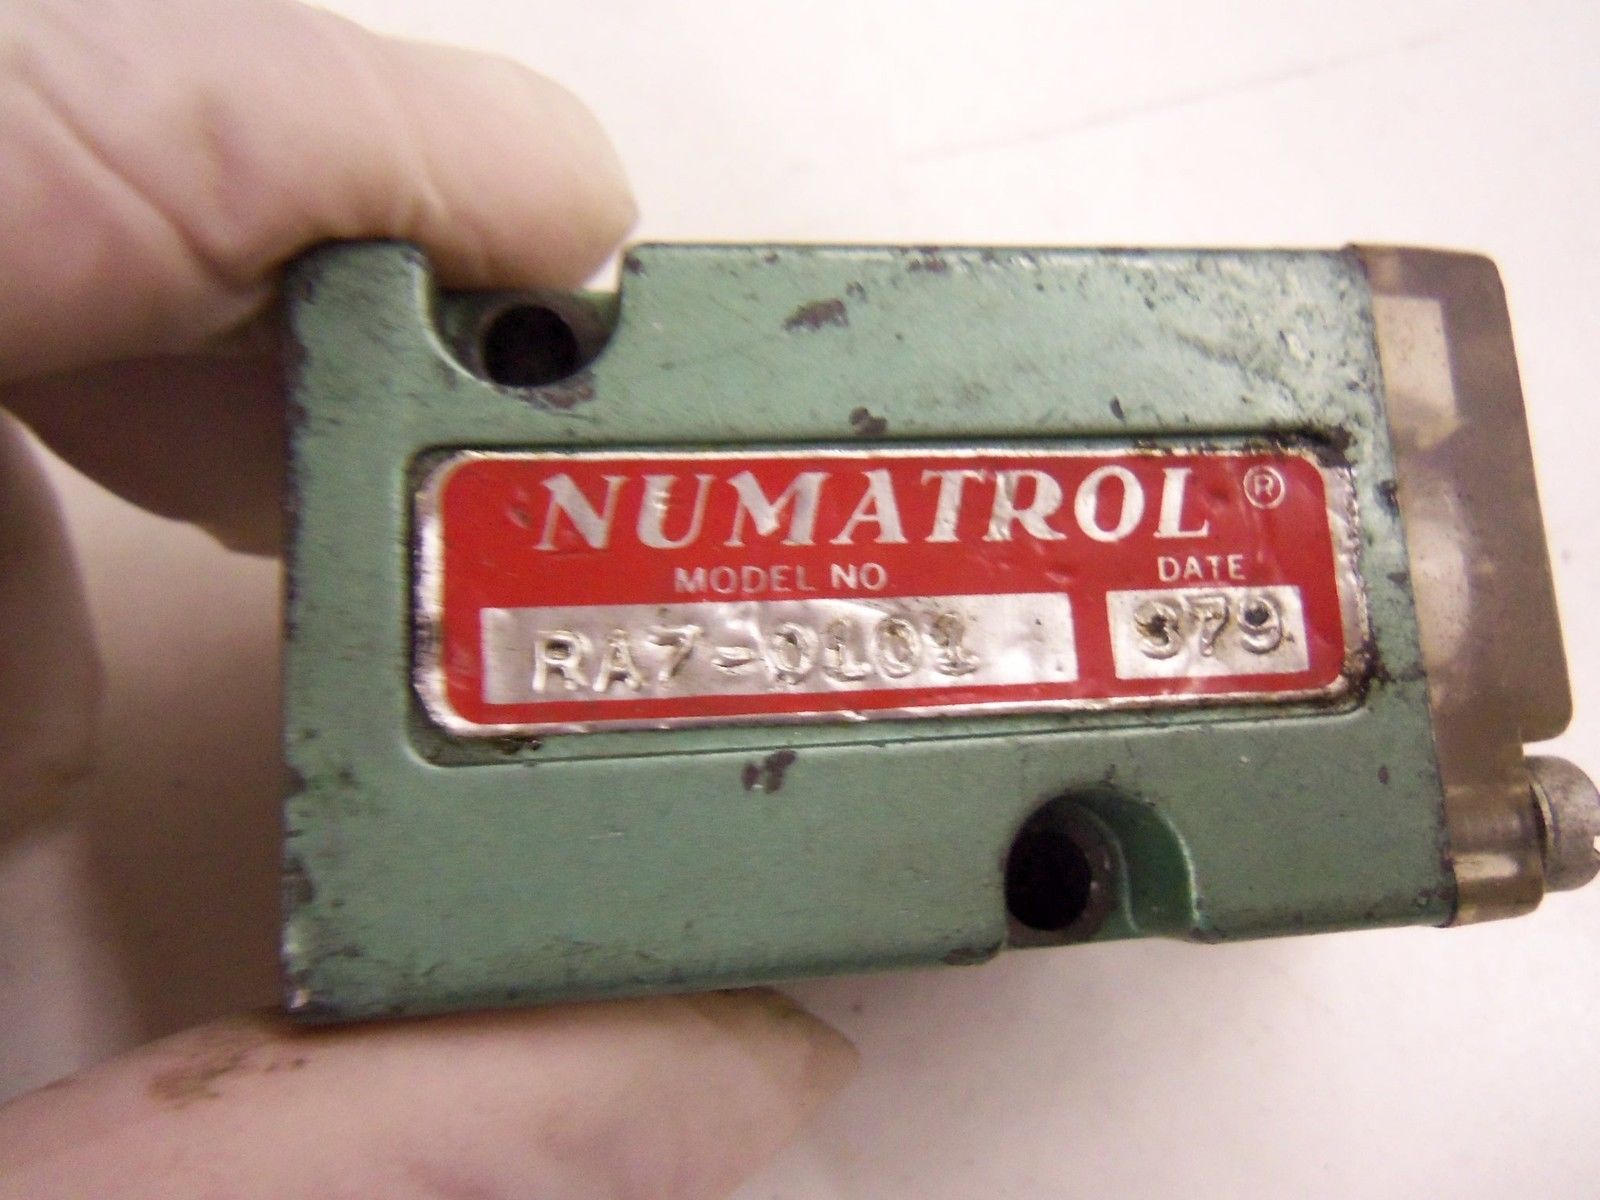 NUMATROL ®
MODEL NO. DATE
RA7-0101 379